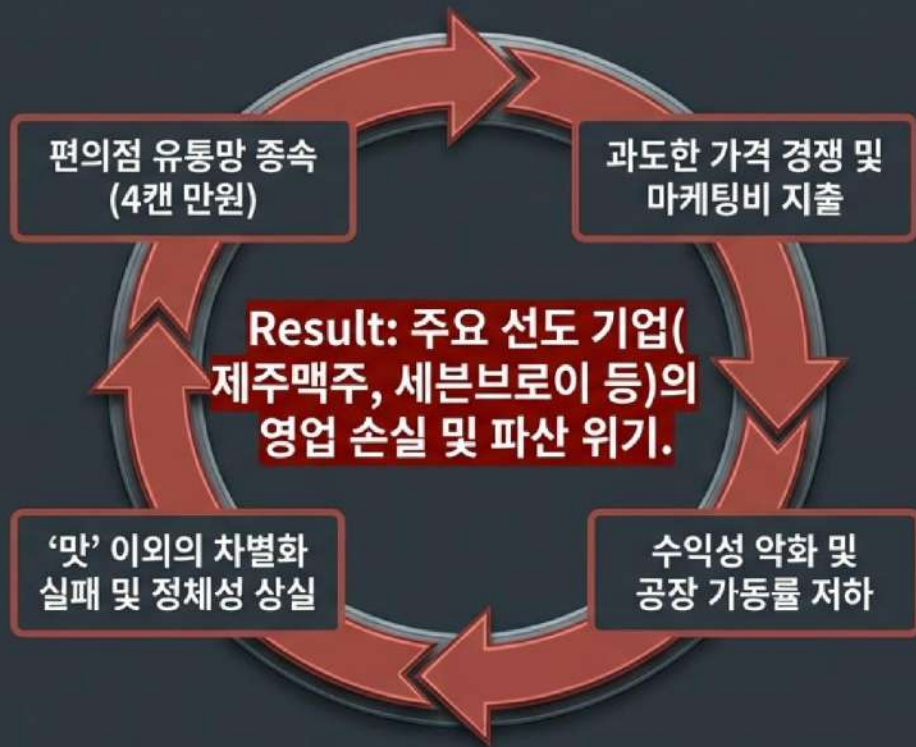 편의점 유통망 종속
(4캔 만원)
과도한 가격 경쟁 및
마케팅비 지출
Result: 주요 선도 기업(
제주맥주, 세븐브로이 등)의
영업 손실 및 파산 위기.
‘맛’ 이외의 차별화
실패 및 정체성 상실
수익성 악화 및
공장 가동률 저하